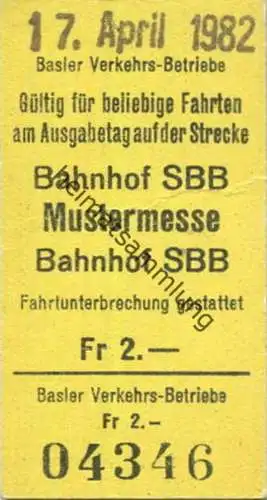 17. April 1982
Basler Verkehrs-Betriebe
Gültig für beliebige Fahrten
am Ausgabetag auf der Strecke
Bahnhof SBB
Mustermesse
Bahnhof SBB
Fahrtunterbrechung gestattet
Fr 2.—
Basler Verkehrs-Betriebe
Fr 2.-
04346
heimatsammlung